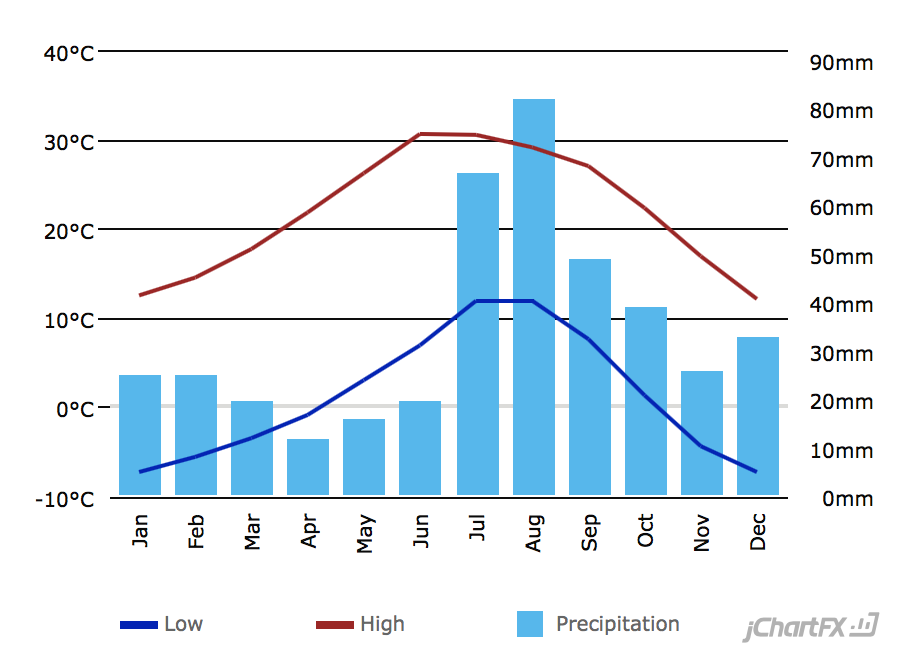 40°C
30°C
20°C
10°C
0°C
-10°C
90mm
80mm
70mm
60mm
50mm
40mm
30mm
20mm
10mm
0mm
Jan
Feb
Mar
Apr
May
Jun
Jul
Aug
Sep
Oct
Nov
Dec
Low
High
Precipitation
jChartFX